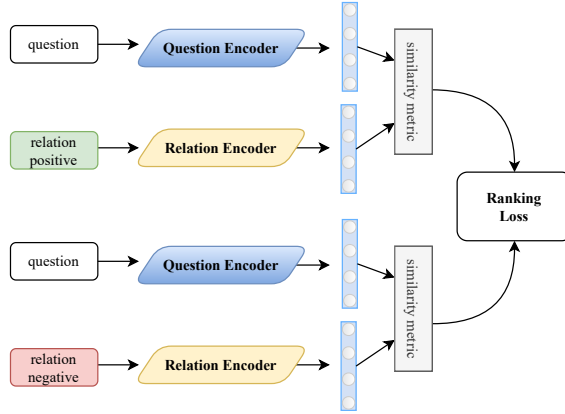 question
Question Encoder
similarity metric
relation
positive
Relation Encoder
Ranking
Loss
question
Question Encoder
similarity metric
relation
negative
Relation Encoder